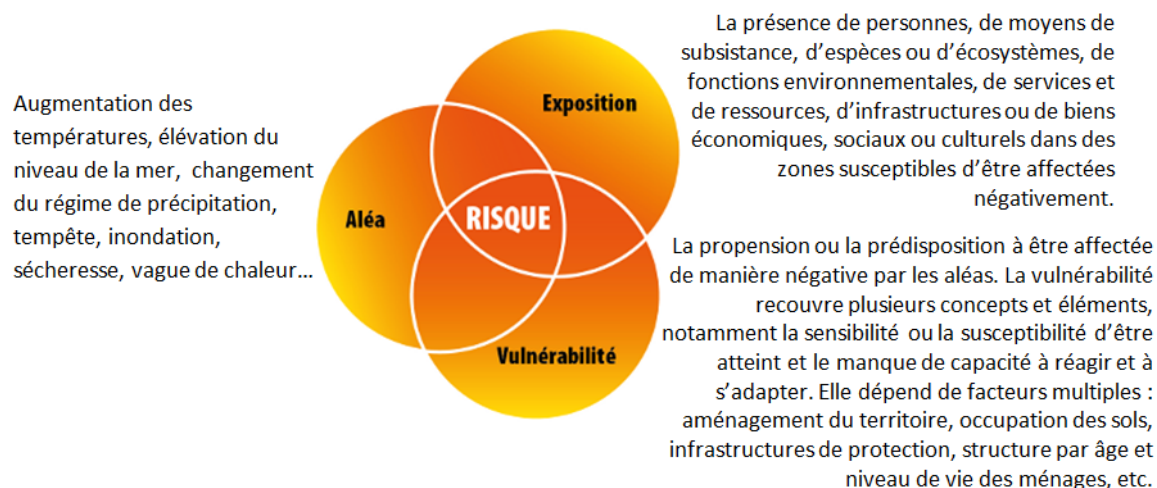 Augmentation des
températures, élévation du
niveau de la mer,  changement
du régime de précipitation,
tempête, inondation,
sécheresse, vague de chaleur…
Exposition
Aléa
RISQUE
Vulnérabilité
La présence de personnes, de moyens de
subsistance, d’espèces ou d’écosystèmes, de
fonctions environnementales, de services et
de ressources, d’infrastructures ou de biens
économiques, sociaux ou culturels dans des
zones susceptibles d’être affectées
négativement.
La propension ou la prédisposition à être affectée
de manière négative par les aléas. La vulnérabilité
recouvre plusieurs concepts et éléments,
notamment la sensibilité ou la susceptibilité d’être
atteint et le manque de capacité à réagir et à
s’adapter. Elle dépend de facteurs multiples :
aménagement du territoire, occupation des sols,
infrastructures de protection, structure par âge et
niveau de vie des ménages, etc.